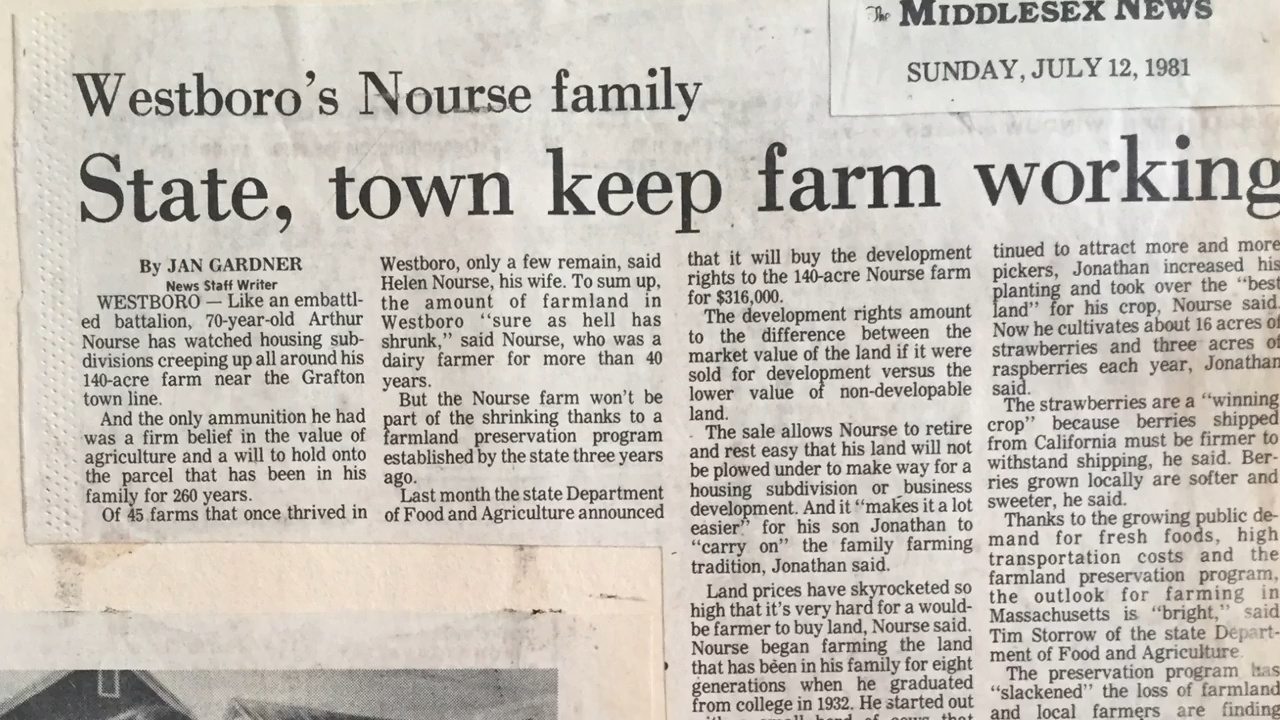 The MIDDLESEX NEWS
SUNDAY, JULY 12, 1981
Westboro's Nourse family
State, town keep farm working
By JAN GARDNER
News Staff Writer
WESTBORO — Like an embattl-
ed battalion, 70-year-old Arthur
Nourse has watched housing sub-
divisions creeping up all around his
140-acre farm near the Grafton
town line.
And the only ammunition he had
was a firm belief in the value of
agriculture and a will to hold onto
the parcel that has been in his
family for 260 years.
Of 45 farms that once thrived in
Westboro, only a few remain, said
Helen Nourse, his wife. To sum up,
the amount of farmland in
Westboro "sure as hell has
shrunk," said Nourse, who was a
dairy farmer for more than 40
years.
But the Nourse farm won't be
part of the shrinking thanks to a
farmland preservation program
established by the state three years
ago.
Last month the state Department
of Food and Agriculture announced
that it will buy the development
rights to the 140-acre Nourse farm
for $316,000.
The development rights amount
to the difference between the
market value of the land if it were
sold for development versus the
lower value of non-developable
land.
The sale allows Nourse to retire
and rest easy that his land will not
be plowed under to make way for a
housing subdivision or business
development. And it "makes it a lot
easier" for his son Jonathan to
"carry on" the family farming
tradition, Jonathan said.
Land prices have skyrocketed so
high that it's very hard for a would-
be farmer to buy land, Nourse said.
Nourse began farming the land
that has been in his family for eight
generations when he graduated
from college in 1932. He started out
tinued to attract more and more
pickers, Jonathan increased his
planting and took over the "best
land" for his crop, Nourse said.
Now he cultivates about 16 acres of
strawberries and three acres of
raspberries each year, Jonathan
said.
The strawberries are a "winning
crop" because berries shipped
from California must be firmer to
withstand shipping, he said. Ber-
ries grown locally are softer and
sweeter, he said.
Thanks to the growing public de-
mand for fresh foods, high
transportation costs and the
farmland preservation program,
the outlook for farming in
Massachusetts is "bright," said
Tim Storrow of the state Depart-
ment of Food and Agriculture.
The preservation program has
"slackened" the loss of farmland
and local farmers are finding